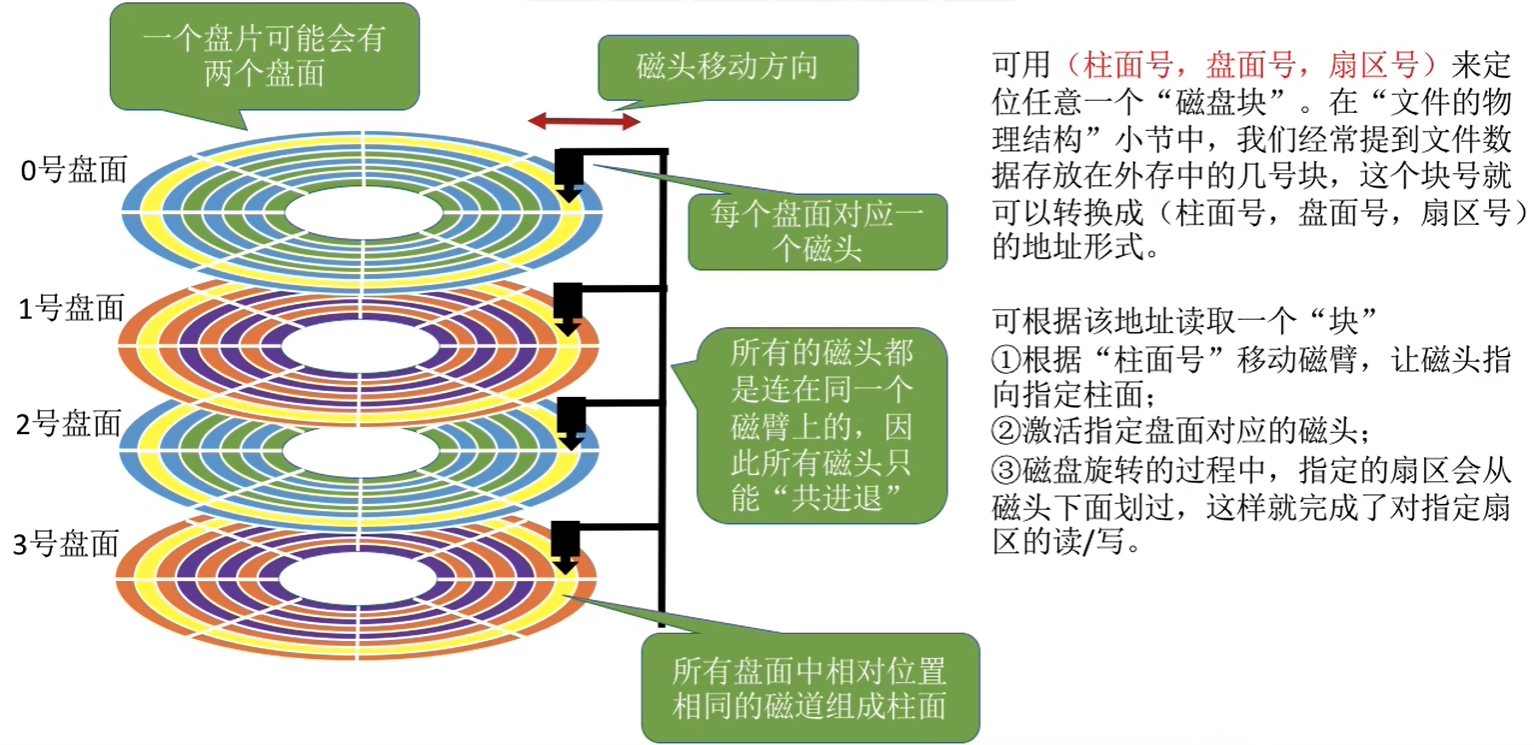 一个盘片可能会有
两个盘面
磁头移动方向
0号盘面
每个盘面对应一
个磁头
1号盘面
所有的磁头都
是连在同一个
磁臂上的，因
此所有磁头只
能“共进退”
2号盘面
3号盘面
所有盘面中相对位置
相同的磁道组成柱面
可用（柱面号，盘面号，扇区号）来定
位任意一个“磁盘块”。在“文件的物
理结构”小节中，我们经常提到文件数
据存放在外存中的几号块，这个块号就
可以转换成（柱面号，盘面号，扇区号）
的地址形式。
可根据该地址读取一个“块”
①根据“柱面号”移动磁臂，让磁头指
向指定柱面；
②激活指定盘面对应的磁头；
③磁盘旋转的过程中，指定的扇区会从
磁头下面划过，这样就完成了对指定扇
区的读/写。